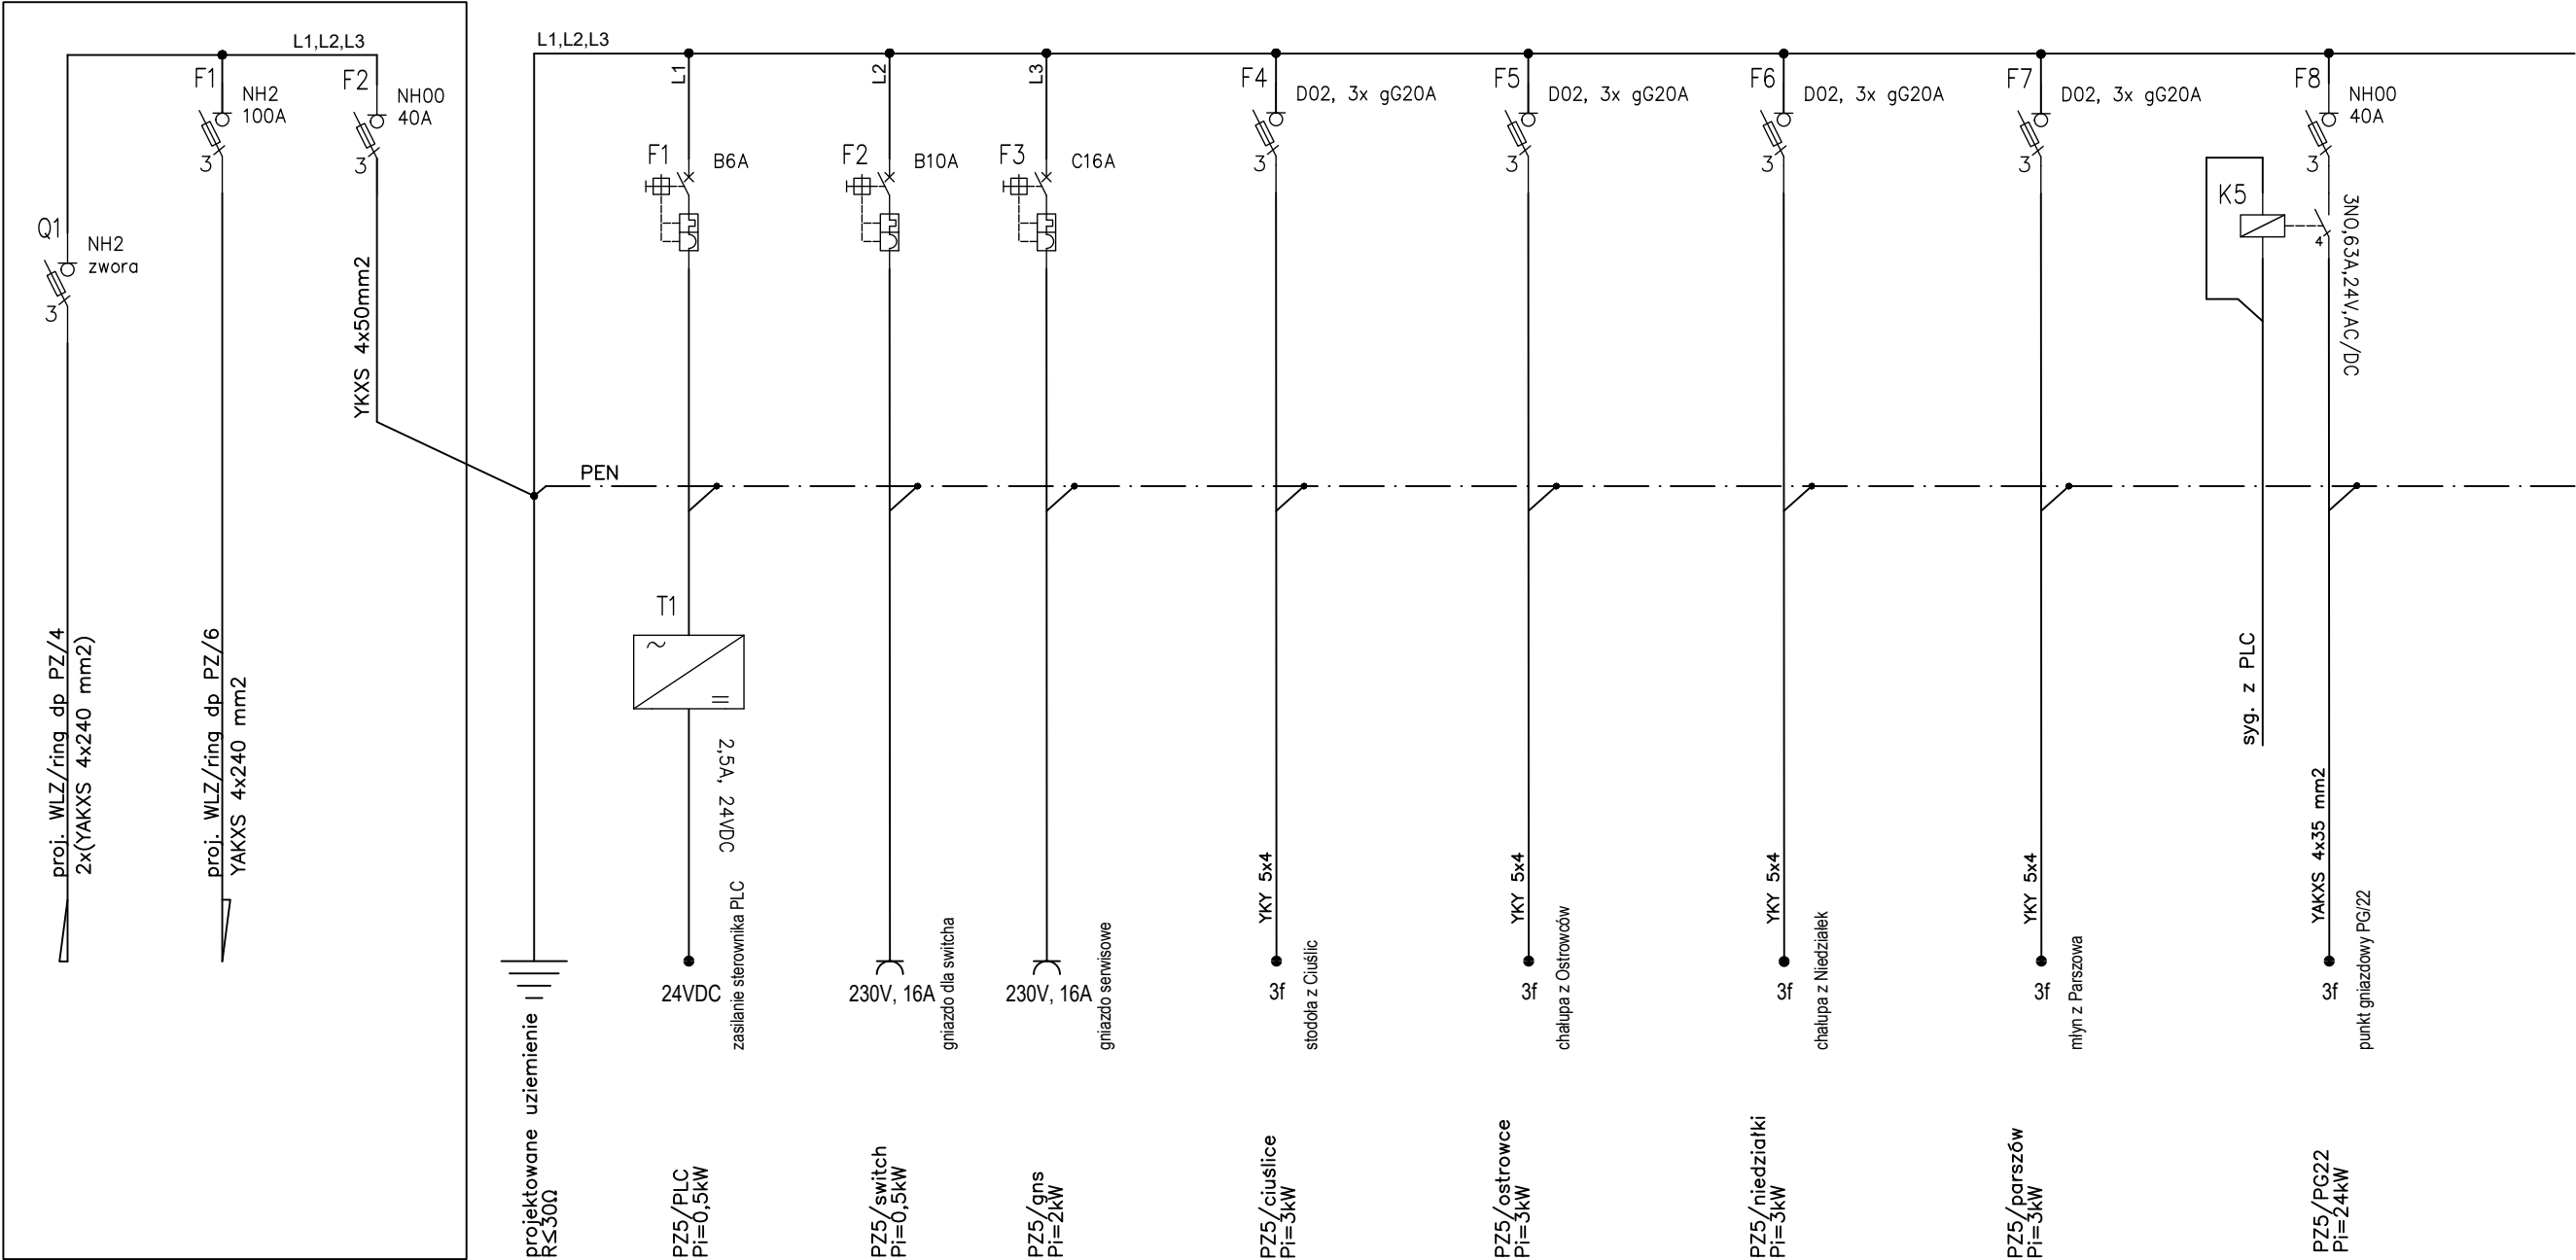 L1,L2,L3
F1
NH2
100A
3
F2
NH00
40A
3
Q1
NH2
zwora
3
YKXS 4x50mm2
proj. WLZ/ring dp PZ/4
2x(YAKXS 4x240 mm2)
proj. WLZ/ring dp PZ/6
YAKXS 4x240 mm2
L1,L2,L3
PEN
projektowane uziemienie
R≤30Ω
L1
F1
B6A
T1
2,5A, 24VDC
24VDC
zasilanie sterownika PLC
PZ5/PLC
Pi=0,5kW
L2
F2
B10A
230V, 16A
gniazdo dla switcha
PZ5/switch
Pi=0,5kW
L3
F3
C16A
230V, 16A
gniazdo serwisowe
PZ5/gns
Pi=2kW
F4
D02, 3x gG20A
3
YKY 5x4
3f
stodoła z Ciuślic
PZ5/ciuślice
Pi=3kW
F5
D02, 3x gG20A
3
YKY 5x4
3f
chałupa z Ostrowców
PZ5/ostrowce
Pi=3kW
F6
D02, 3x gG20A
3
YKY 5x4
3f
chałupa z Niedziałek
PZ5/niedziałki
Pi=3kW
F7
D02, 3x gG20A
3
YKY 5x4
3f
młyn z Parszowa
PZ5/parszów
Pi=3kW
F8
NH00
40A
3
K5
4
3NO,63A,24V,AC/DC
syg. z PLC
YAKXS 4x35 mm2
3f
punkt gniazdowy PG/22
PZ5/PG22
Pi=24kW